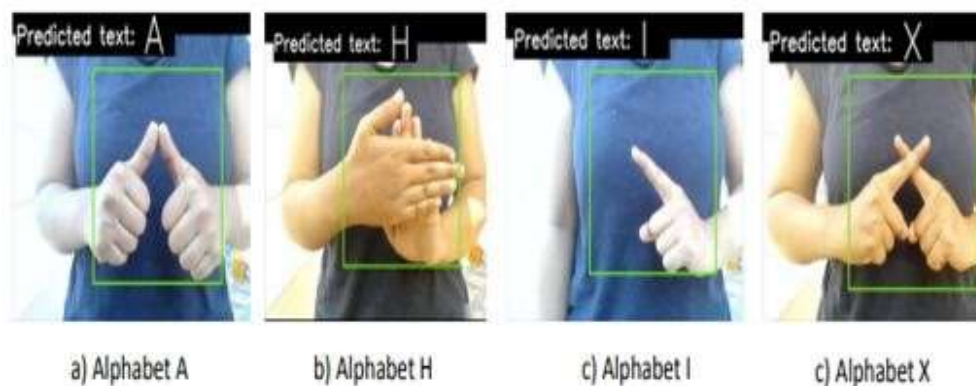 Predicted text: A
Predicted text: H
Predicted text: I
Predicted text: X
a) Alphabet A
b) Alphabet H
c) Alphabet I
c) Alphabet X